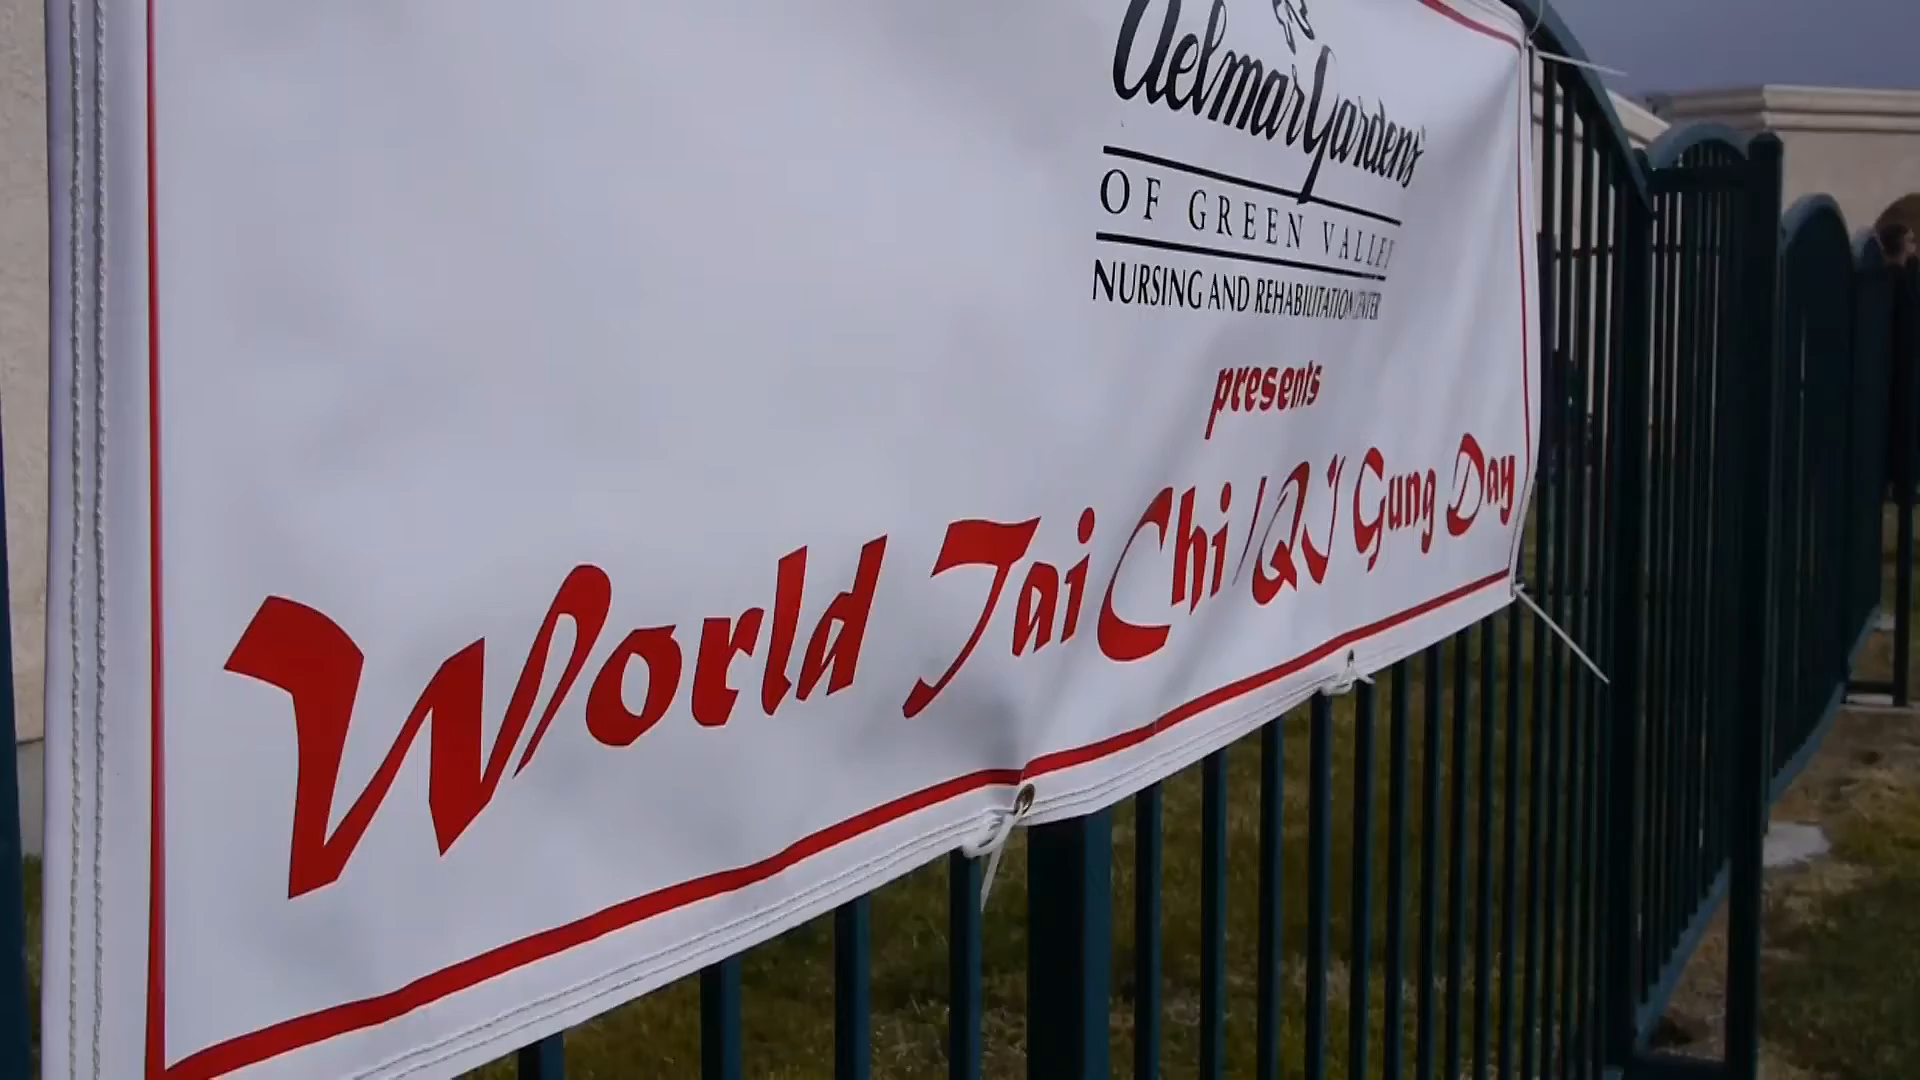 delmar Gardens
OF GREEN VALLEY
NURSING AND REHABILITATION CENTER
presents
World Tai Chi / QI Gung Day